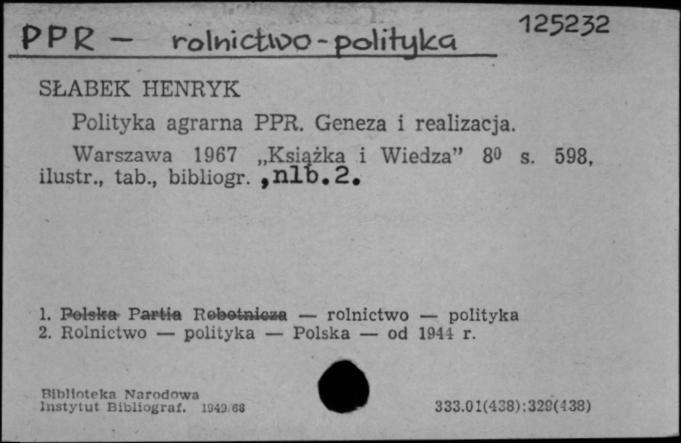 125232
PPR — rolnictwo - polityka
SŁABEK HENRYK
Polityka agrarna PPR. Geneza i realizacja.
Warszawa 1967 „Książka i Wiedza” 8⁰ s. 598,
ilustr., tab., bibliogr. , nlb. 2.
1. Polska Partia Robotnicza — rolnictwo — polityka
2. Rolnictwo — polityka — Polska — od 1944 r.
Biblioteka Narodowa
Instytut Bibliograf. 1949/68
333.01(438):329(438)